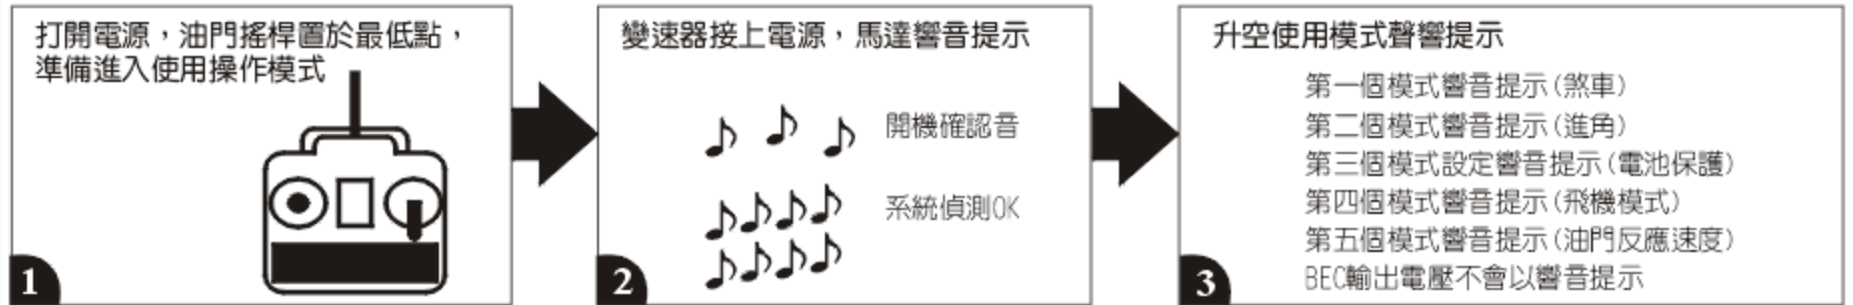 打開電源，油門搖桿置於最低點，
準備進入使用操作模式
1
變速器接上電源，馬達響音提示
開機確認音
系統偵測OK
2
升空使用模式聲響提示
第一個模式響音提示(煞車)
第二個模式響音提示(進角)
第三個模式設定響音提示(電池保護)
第四個模式響音提示(飛機模式)
第五個模式響音提示(油門反應速度)
BEC輸出電壓不會以響音提示
3